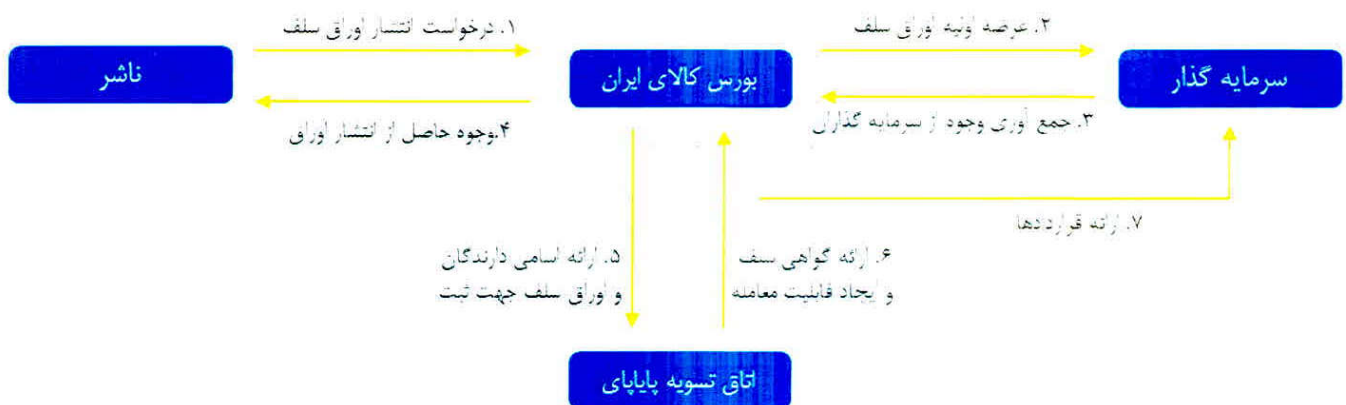 ۱. درخواست انتشار اوراق سلف
۲. عرضه اولیه اوراق سلف
ناشر
بورس کالای ایران
سرمایه گذار
۴.وجوه حاصل از انتشار اوراق
۳. جمع آوری وجوه از سرمایه گذاران
۷. ارائه قراردادها
۵. ارائه اسامی دارندگان
و اوراق سلف جهت ثبت
۶. ارائه گواهی سلف
و ایجاد قابلیت معامله
اتاق تسویه پایاپای